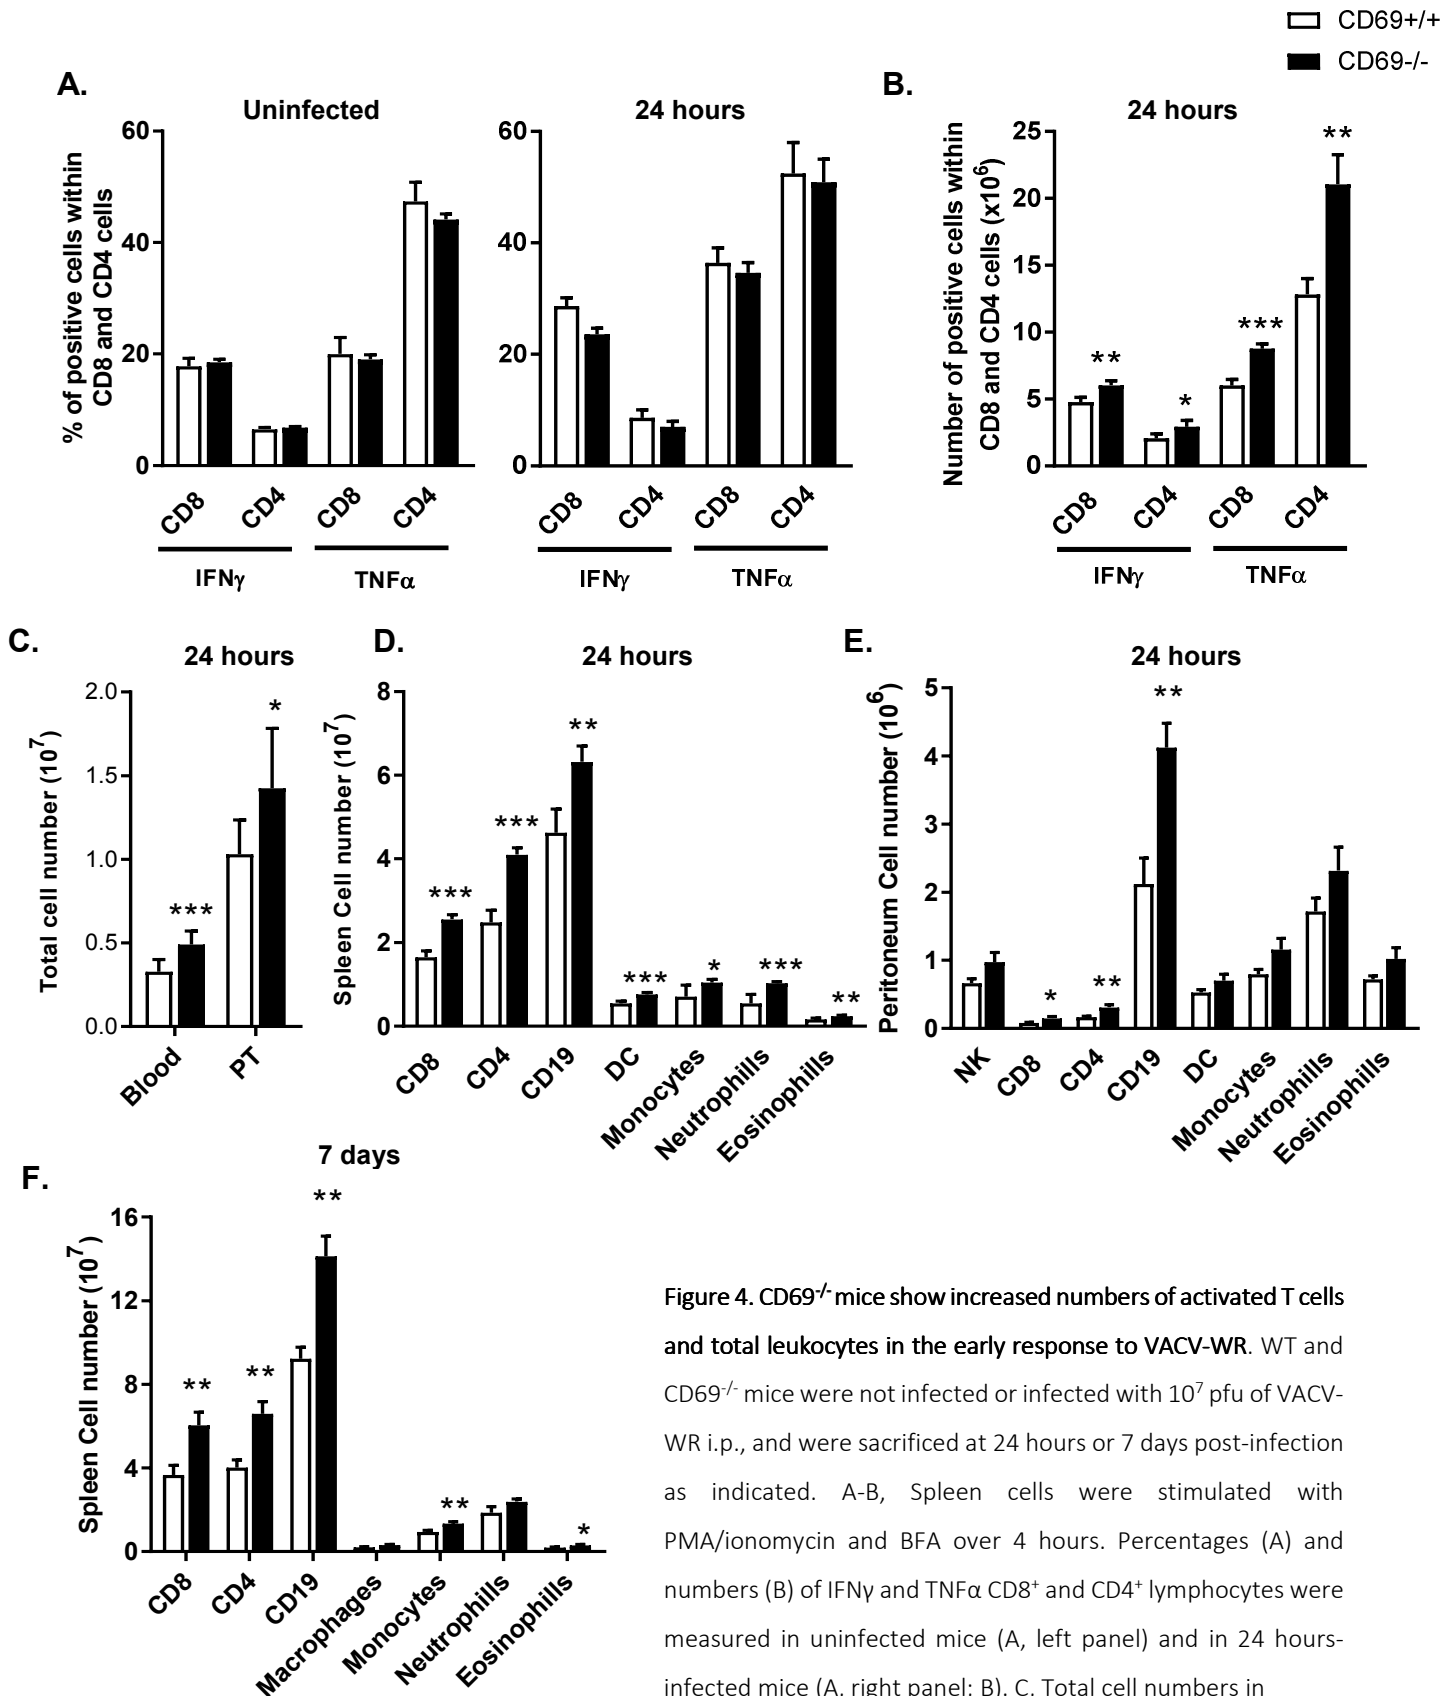 CD69+/+
CD69-/-
A.
Uninfected
24 hours
% of positive cells within
CD8 and CD4 cells
60
40
20
0
CD8
CD4
CD8
CD4
IFNγ
TNFα
60
40
20
0
CD8
CD4
CD8
CD4
IFNγ
TNFα
B.
24 hours
Number of positive cells within
CD8 and CD4 cells (x10⁶)
25
20
15
10
5
0
**
*
***
**
CD8
CD4
CD8
CD4
IFNγ
TNFα
C.
24 hours
Total cell number (10⁷)
2.0
1.5
1.0
0.5
0.0
***
*
Blood
PT
D.
24 hours
Spleen Cell number (10⁷)
8
6
4
2
0
***
***
**
***
*
***
**
CD8
CD4
CD19
DC
Monocytes
Neutrophills
Eosinophills
E.
24 hours
Peritoneum Cell number (10⁶)
5
4
3
2
1
0
*
**
**
NK
CD8
CD4
CD19
DC
Monocytes
Neutrophills
Eosinophills
F.
7 days
Spleen Cell number (10⁷)
16
12
8
4
0
**
**
**
**
*
CD8
CD4
CD19
Macrophages
Monocytes
Neutrophills
Eosinophills
Figure 4. CD69⁻/⁻ mice show increased numbers of activated T cells
and total leukocytes in the early response to VACV-WR. WT and
CD69⁻/⁻ mice were not infected or infected with 10⁷ pfu of VACV-
WR i.p., and were sacrificed at 24 hours or 7 days post-infection
as indicated. A-B, Spleen cells were stimulated with
PMA/ionomycin and BFA over 4 hours. Percentages (A) and
numbers (B) of IFNγ and TNFα CD8⁺ and CD4⁺ lymphocytes were
measured in uninfected mice (A, left panel) and in 24 hours-
infected mice (A, right panel; B). C, Total cell numbers in